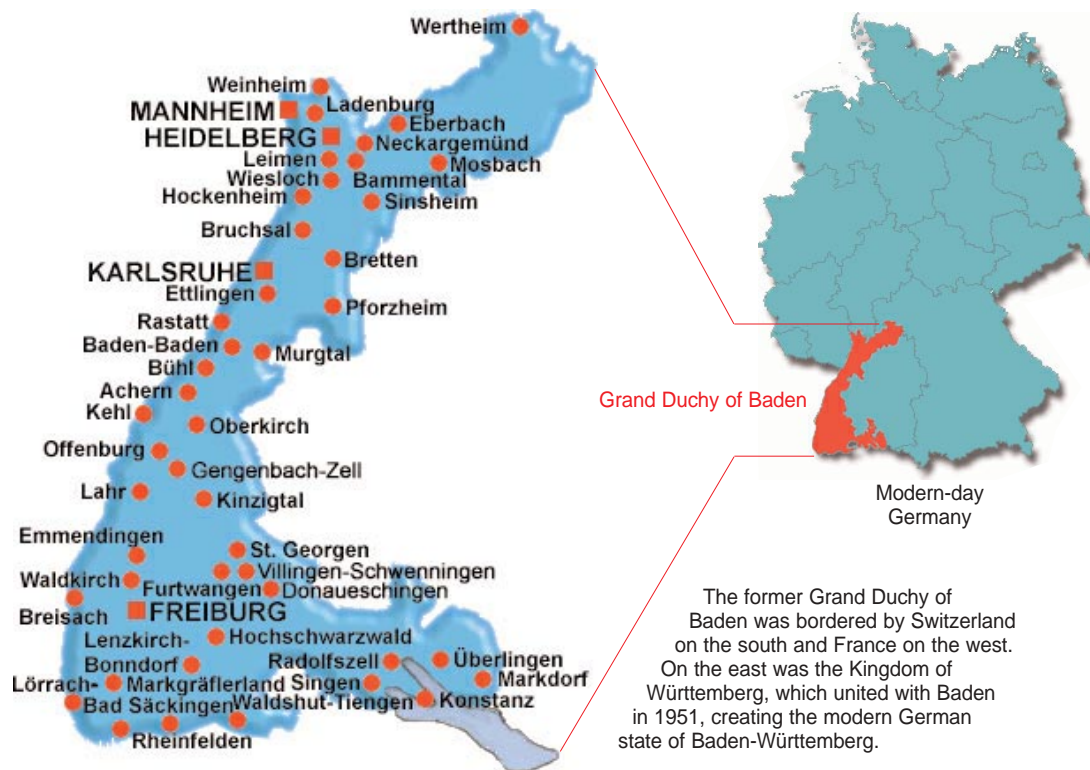 Wertheim
Weinheim
MANNHEIM
Ladenburg
Eberbach
HEIDELBERG
Neckargemünd
Leimen
Mosbach
Wiesloch
Bammental
Hockenheim
Sinsheim
Bruchsal
Bretten
KARLSRUHE
Ettlingen
Pforzheim
Rastatt
Baden-Baden
Murgtal
Bühl
Achern
Kehl
Oberkirch
Offenburg
Gengenbach-Zell
Lahr
Kinzigtal
Emmendingen
St. Georgen
Waldkirch
Villingen-Schwenningen
Furtwangen
Donaueschingen
Breisach
FREIBURG
Lenzkirch-
Bonndorf
Hochschwarzwald
Radolfszell
Überlingen
Lörrach-
Markgräflerland
Singen
Markdorf
Bad Säckingen
Waldshut-Tiengen
Konstanz
Rheinfelden
Grand Duchy of Baden
Modern-day
Germany
The former Grand Duchy of
Baden was bordered by Switzerland
on the south and France on the west.
On the east was the Kingdom of
Württemberg, which united with Baden
in 1951, creating the modern German
state of Baden-Württemberg.